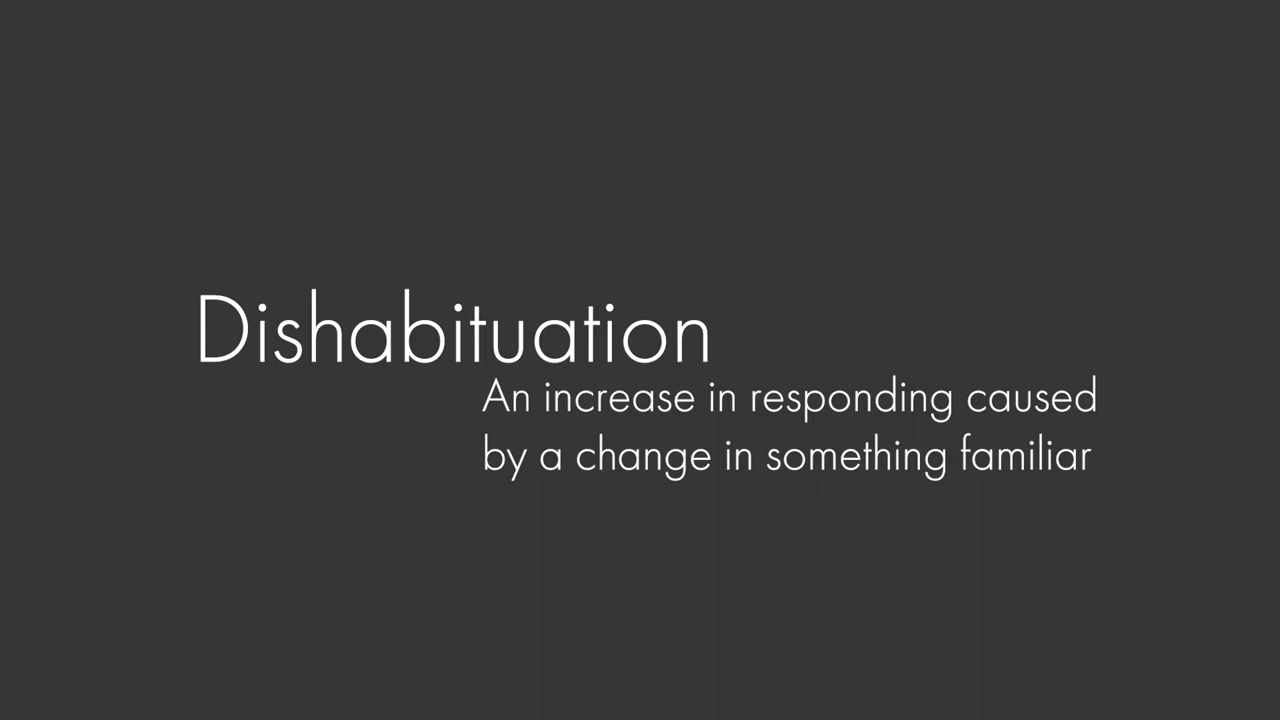 Dishabituation
An increase in responding caused
by a change in something familiar